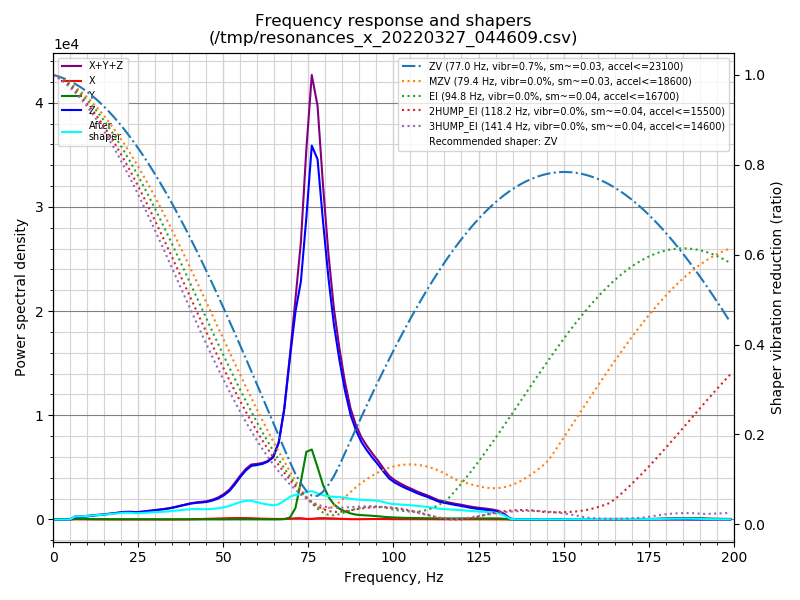 Frequency response and shapers
(/tmp/resonances_x_20220327_044609.csv)
1e4
X+Y+Z
X
Y
After
shaper
ZV (77.0 Hz, vibr=0.7%, sm~=0.03, accel<=23100)
MZV (79.4 Hz, vibr=0.0%, sm~=0.03, accel<=18600)
EI (94.8 Hz, vibr=0.0%, sm~=0.04, accel<=16700)
2HUMP_EI (118.2 Hz, vibr=0.0%, sm~=0.04, accel<=15500)
3HUMP_EI (141.4 Hz, vibr=0.0%, sm~=0.04, accel<=14600)
Recommended shaper: ZV
Power spectral density
4
3
2
1
0
1.0
0.8
0.6
0.4
0.2
0.0
Shaper vibration reduction (ratio)
0 25 50 75 100 125 150 175 200
Frequency, Hz